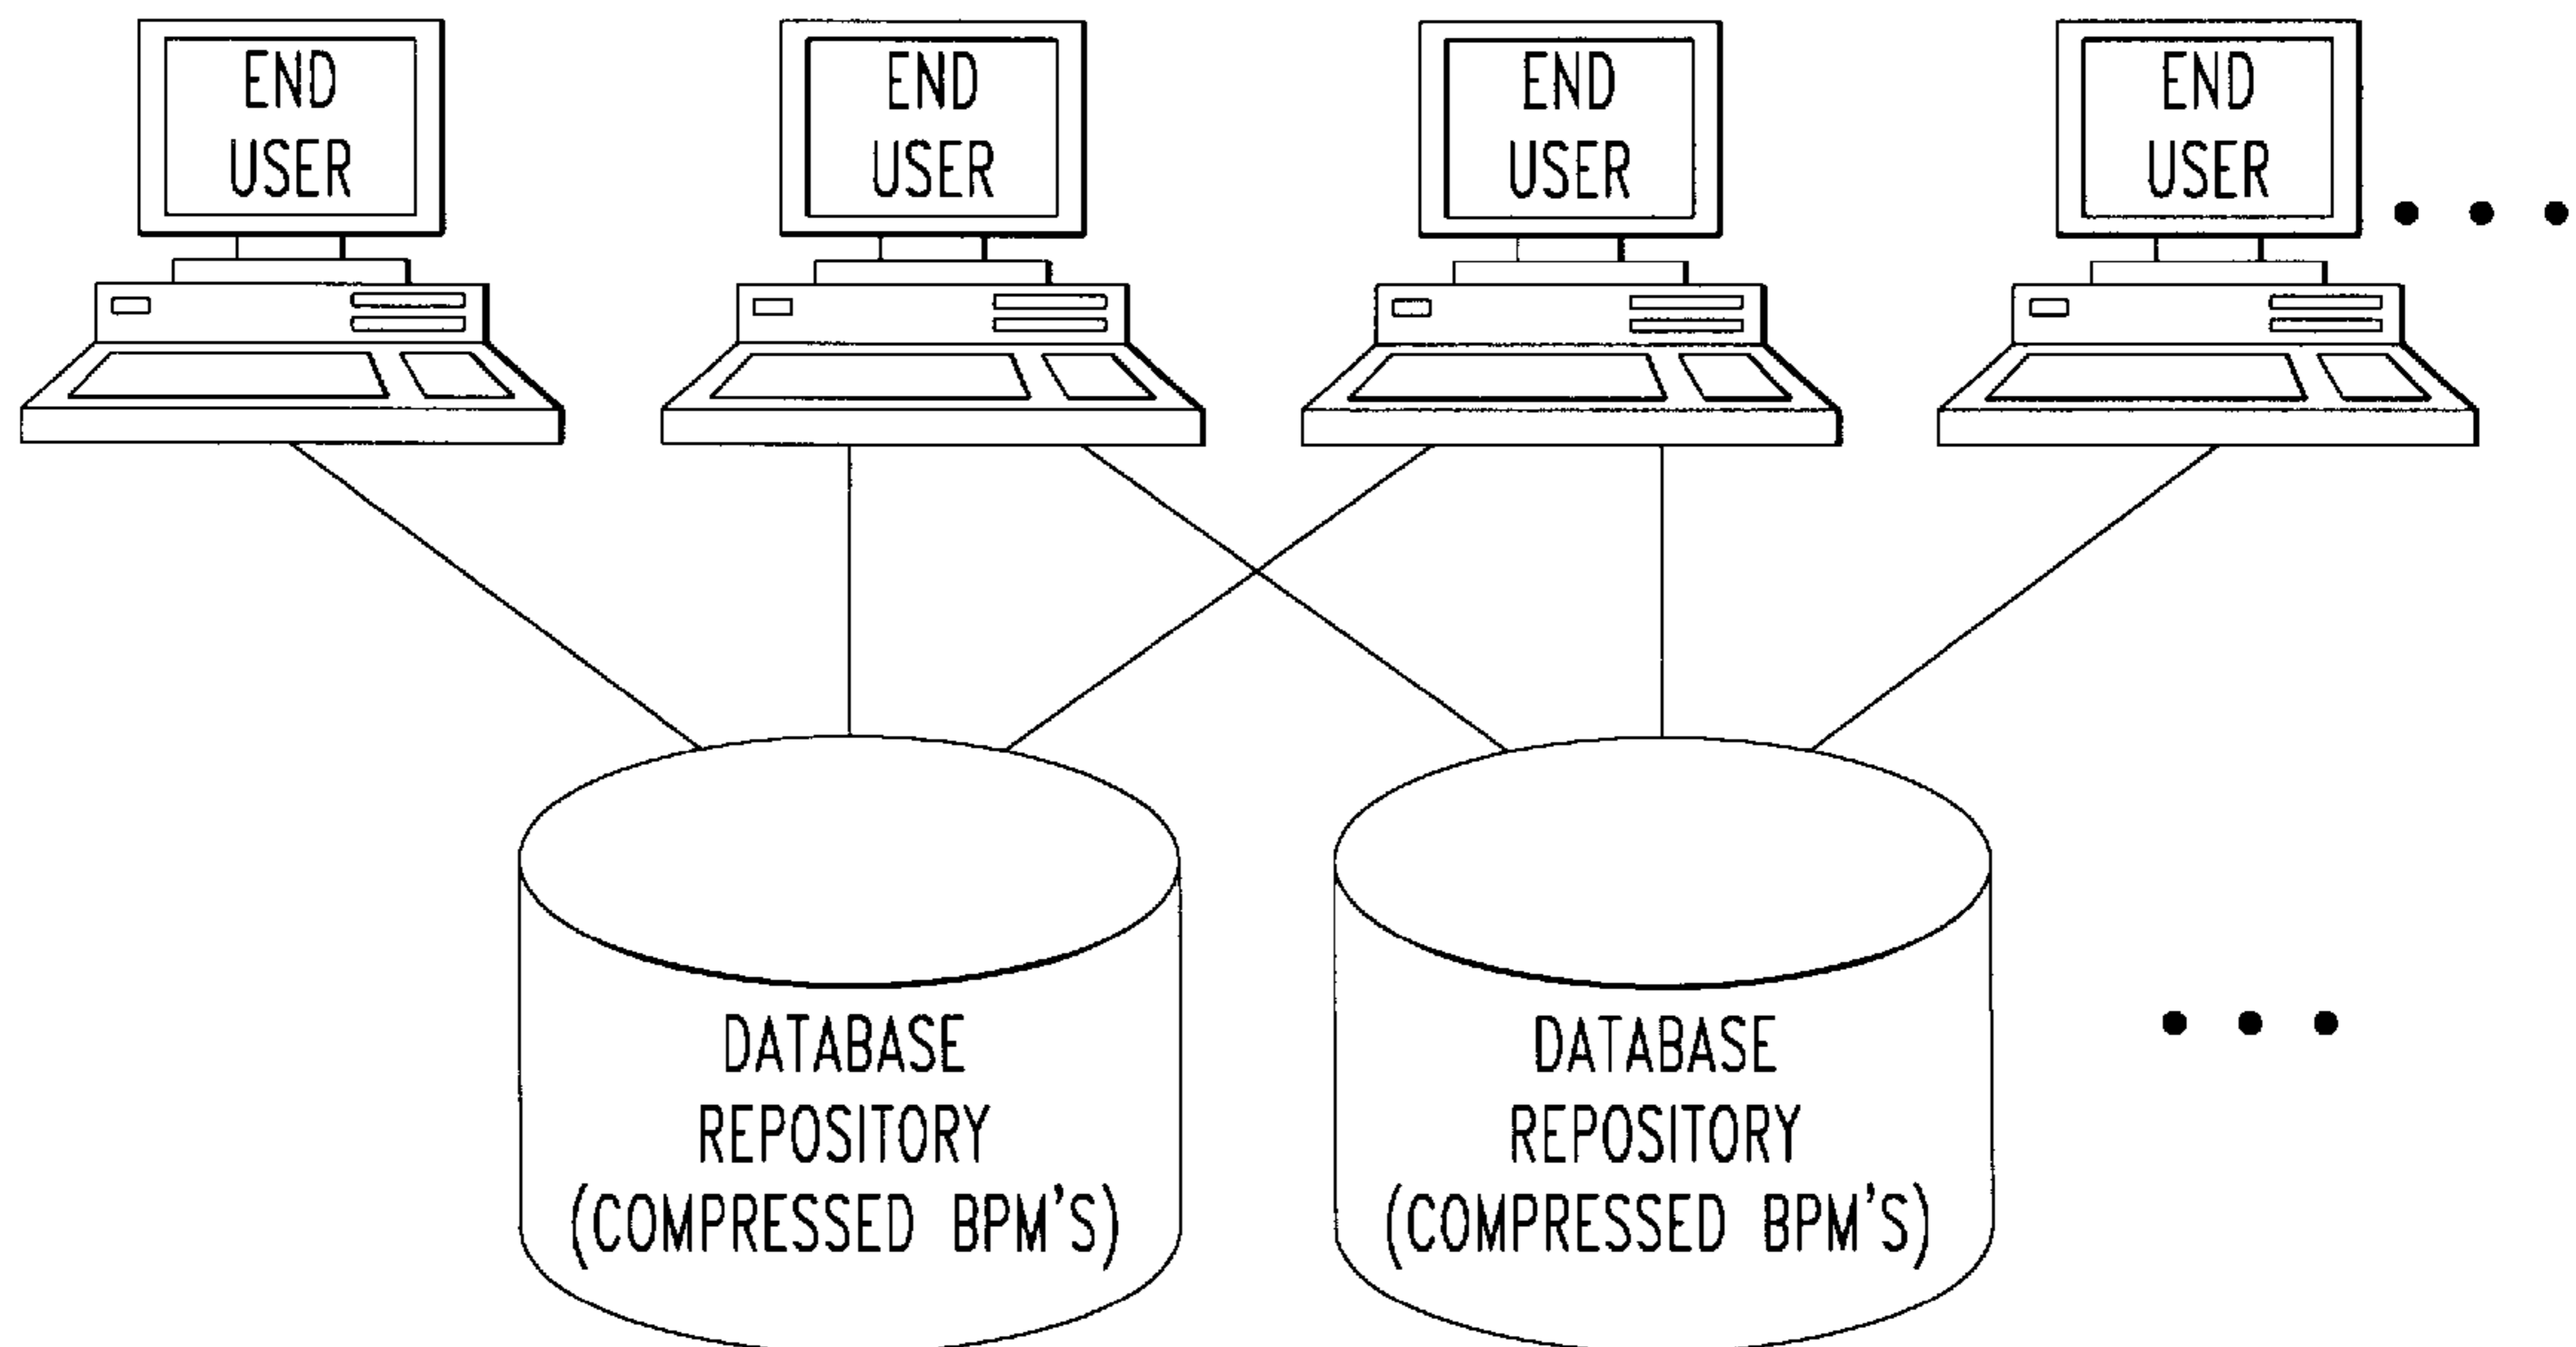 END
USER
END
USER
END
USER
END
USER
DATABASE
REPOSITORY
(COMPRESSED BPM'S)
DATABASE
REPOSITORY
(COMPRESSED BPM'S)